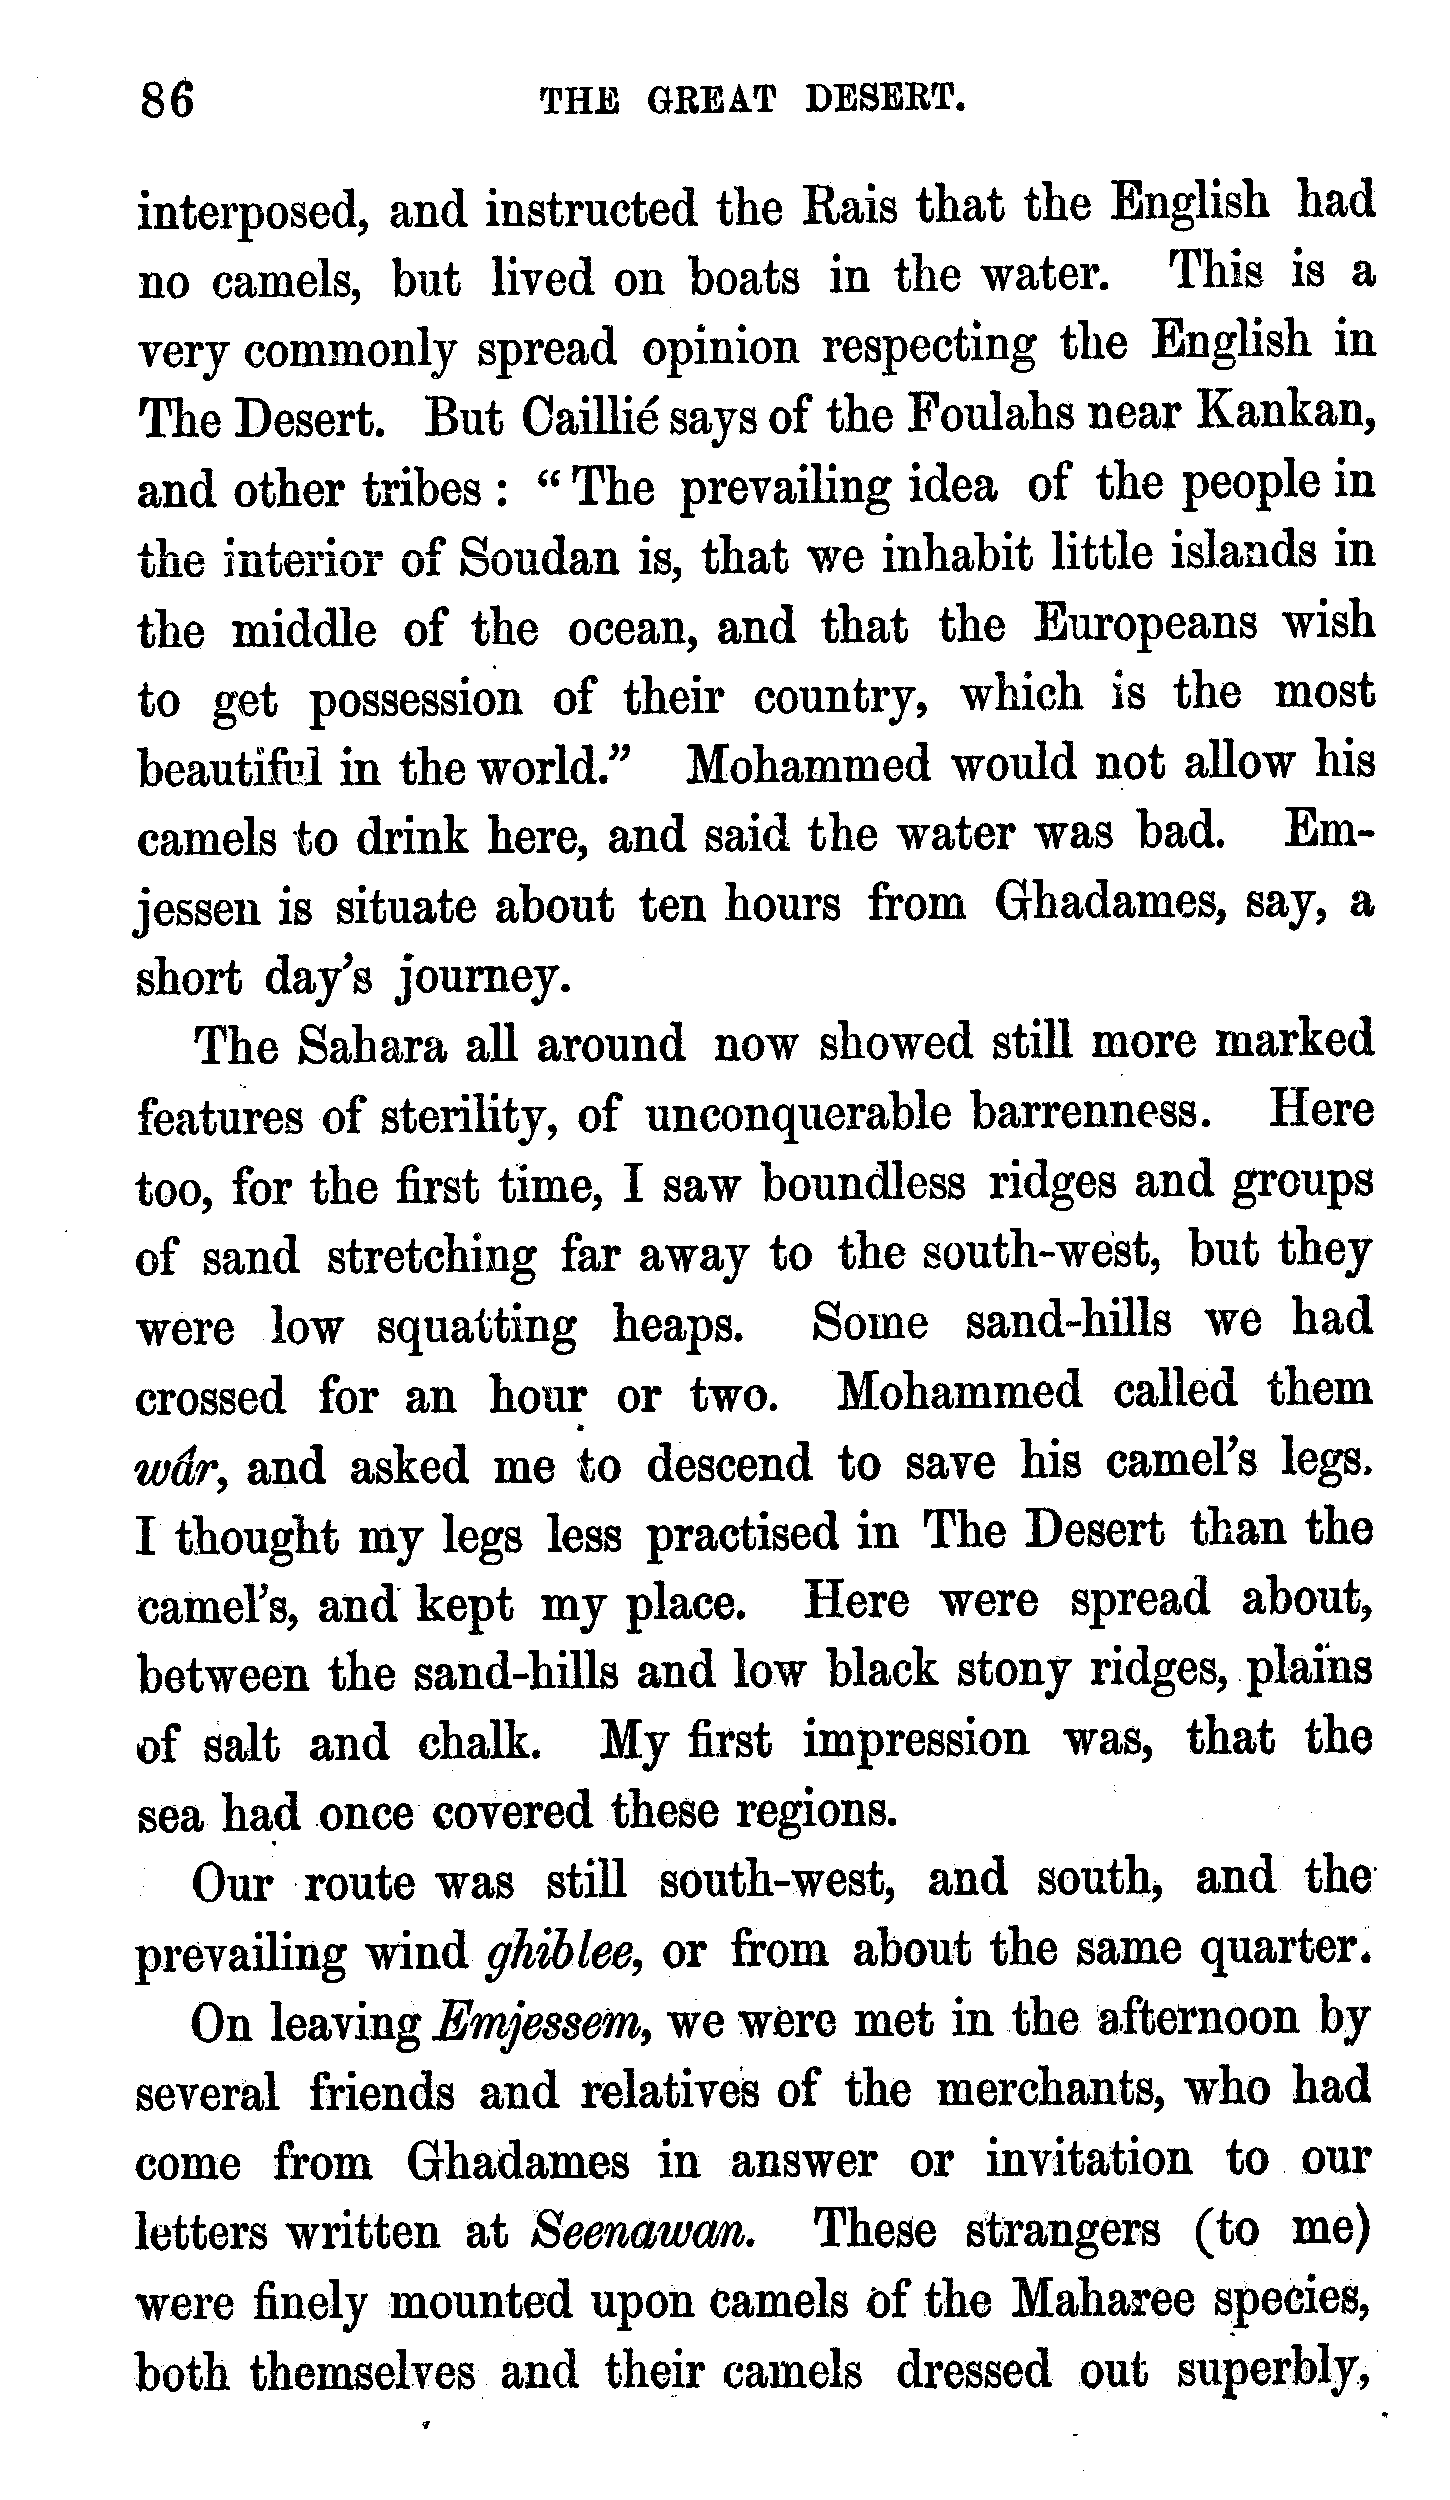 86 THE GREAT DESERT.
interposed, and instructed the Rais that the English had
no camels, but lived on boats in the water. This is a
very commonly spread opinion respecting the English in
The Desert. But Caillié says of the Foulahs near Kankan,
and other tribes : “ The prevailing idea of the people in
the interior of Soudan is, that we inhabit little islands in
the middle of the ocean, and that the Europeans wish
to get possession of their country, which is the most
beautiful in the world.” Mohammed would not allow his
camels to drink here, and said the water was bad. Em-
jessen is situate about ten hours from Ghadames, say, a
short day’s journey.
The Sahara all around now showed still more marked
features of sterility, of unconquerable barrenness. Here
too, for the first time, I saw boundless ridges and groups
of sand stretching far away to the south-west, but they
were low squatting heaps. Some sand-hills we had
crossed for an hour or two. Mohammed called them
wâr, and asked me to descend to save his camel’s legs.
I thought my legs less practised in The Desert than the
camel’s, and kept my place. Here were spread about,
between the sand-hills and low black stony ridges, plains
of salt and chalk. My first impression was, that the
sea had once covered these regions.
Our route was still south-west, and south, and the
prevailing wind ghiblee, or from about the same quarter.
On leaving Emjessem, we were met in the afternoon by
several friends and relatives of the merchants, who had
come from Ghadames in answer or invitation to our
letters written at Seenawan. These strangers (to me)
were finely mounted upon camels of the Maharee species,
both themselves and their camels dressed out superbly,